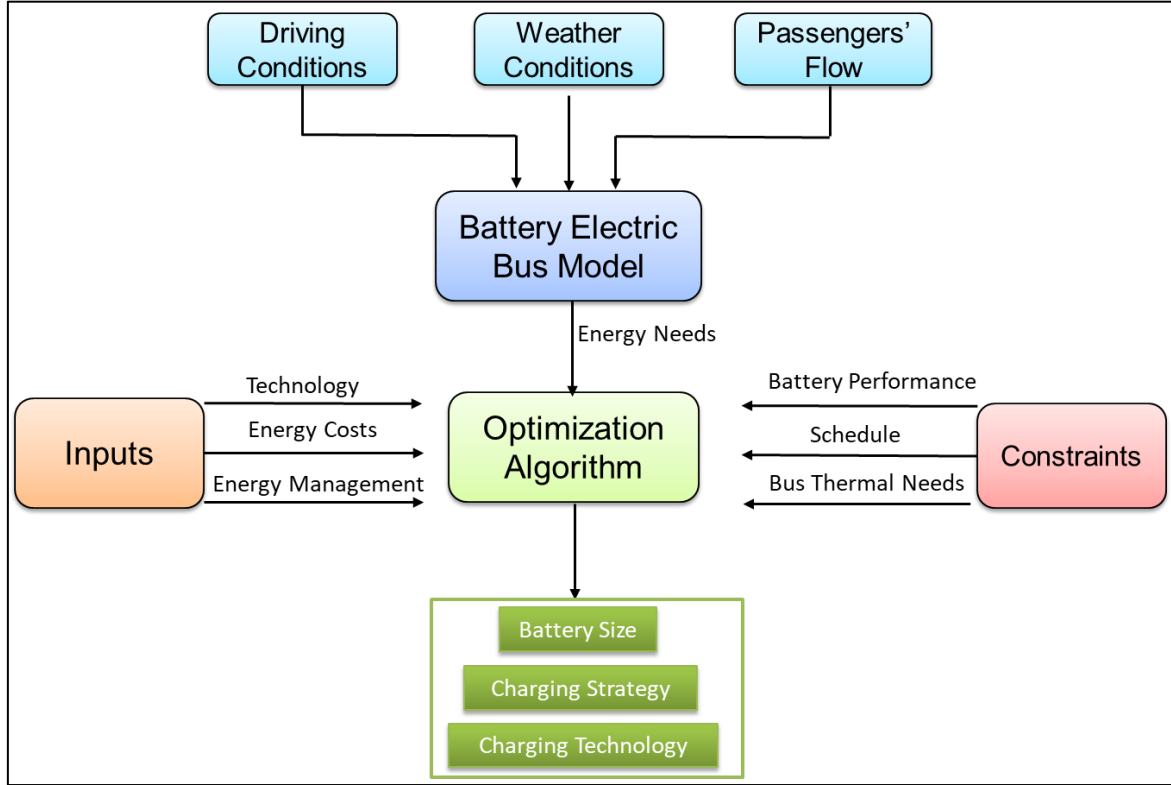 Driving
Conditions
Weather
Conditions
Passengers’
Flow
Battery Electric
Bus Model
Energy Needs
Technology
Energy Costs
Energy Management
Inputs
Optimization
Algorithm
Battery Performance
Schedule
Bus Thermal Needs
Constraints
Battery Size
Charging Strategy
Charging Technology